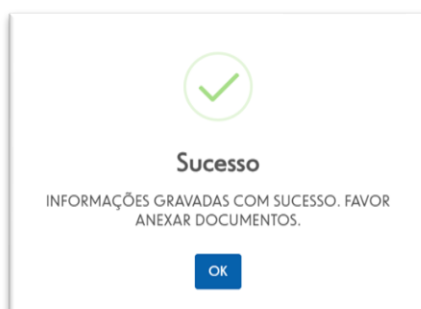 Sucesso
INFORMAÇÕES GRAVADAS COM SUCESSO. FAVOR
ANEXAR DOCUMENTOS.
OK